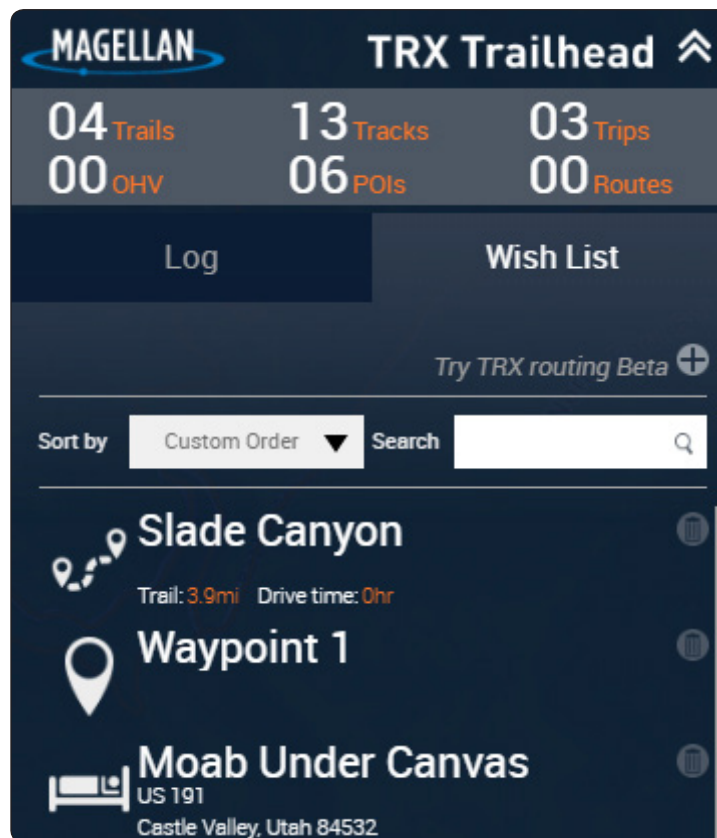 MAGELLAN TRX Trailhead
04 Trails 13 Tracks 03 Trips
00 OHV 06 POIs 00 Routes
Log Wish List
Try TRX routing Beta
Sort by Custom Order Search
Slade Canyon
Trail: 3.9mi Drive time: 0hr
Waypoint 1
Moab Under Canvas
US 191
Castle Valley, Utah 84532